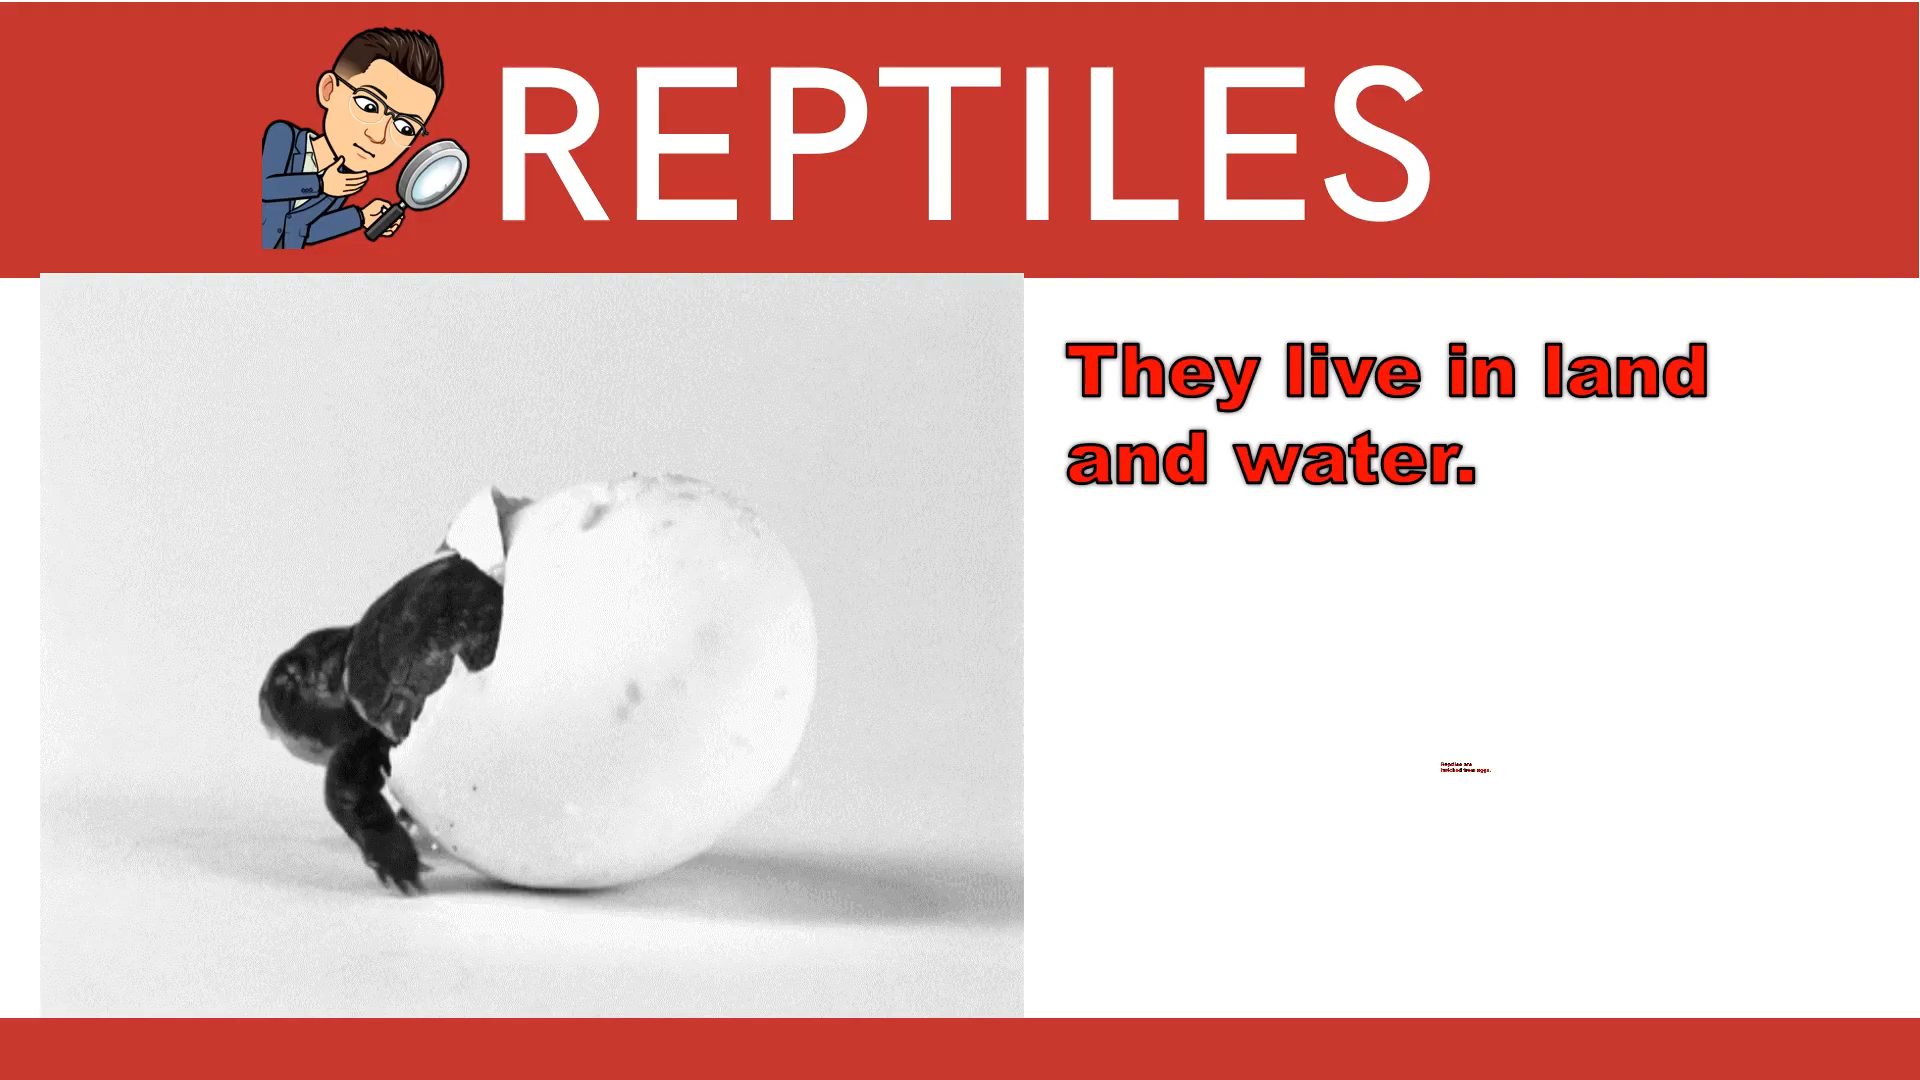 REPTILES
They live in land
and water.
Reptiles are
hatched from eggs.